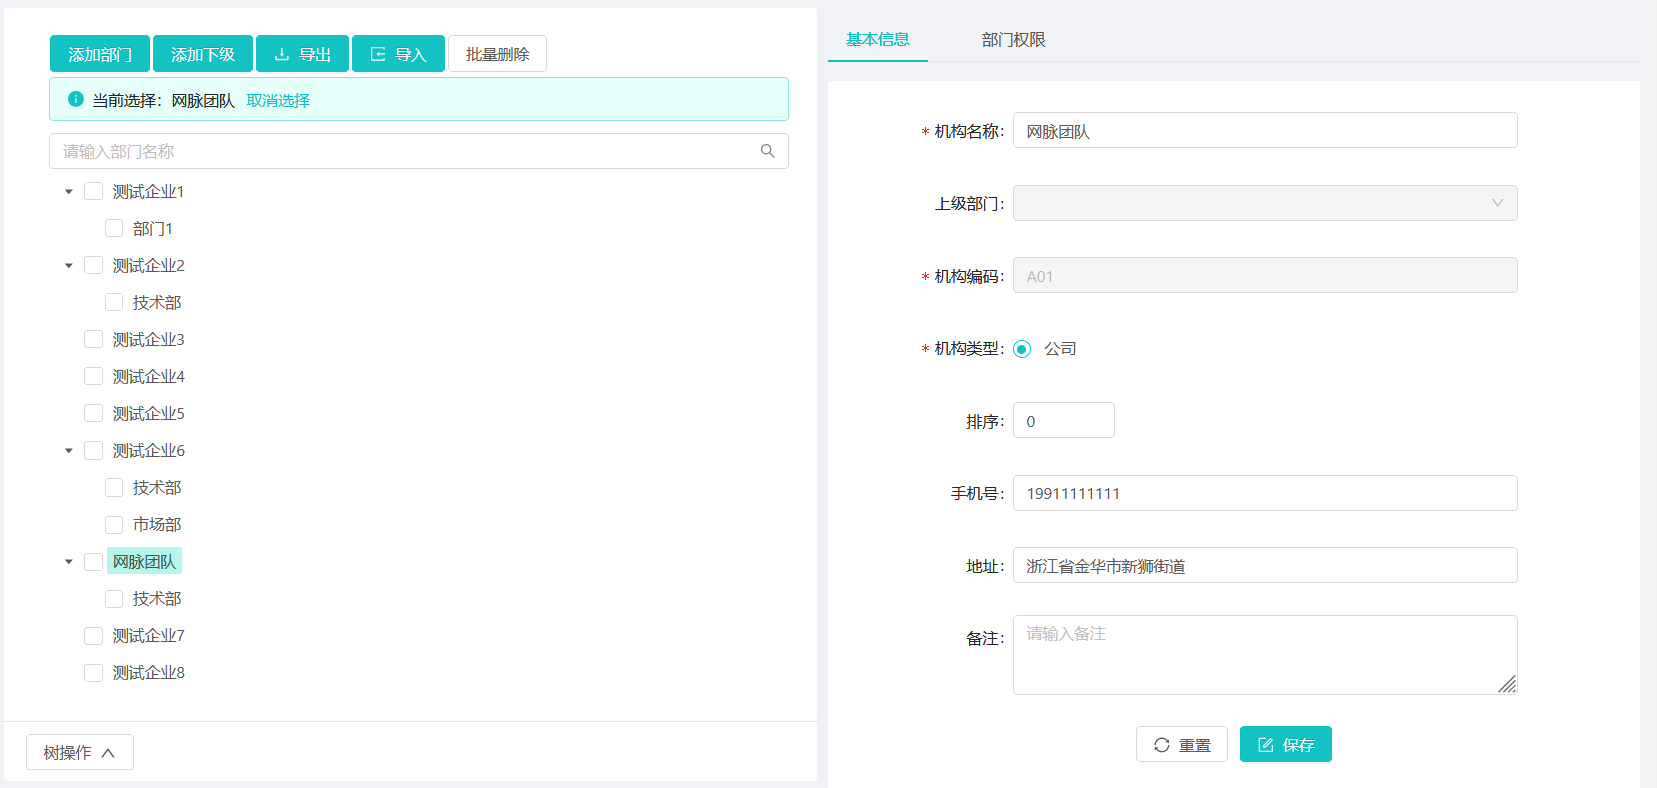 添加部门 添加下级 导出 导入 批量删除
当前选择：网脉团队 取消选择
请输入部门名称
测试企业1
部门1
测试企业2
技术部
测试企业3
测试企业4
测试企业5
测试企业6
技术部
市场部
网脉团队
技术部
测试企业7
测试企业8
树操作
基本信息 部门权限
* 机构名称： 网脉团队
上级部门：
* 机构编码： A01
* 机构类型： 公司
排序： 0
手机号： 19911111111
地址： 浙江省金华市新狮街道
备注： 请输入备注
重置 保存